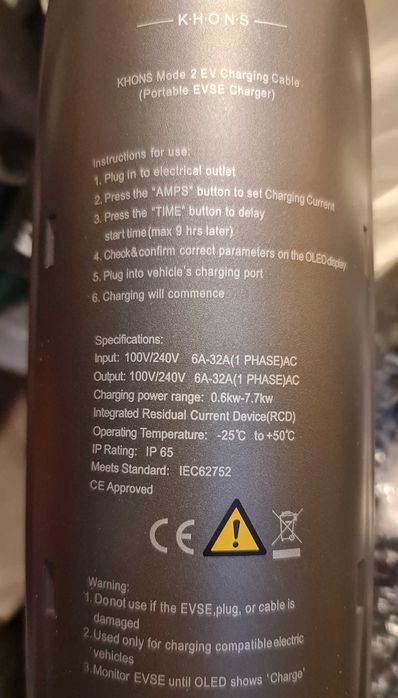 K·H·O·N·S
KHONS Mode 2 EV Charging Cable
(Portable EVSE Charger)
Instructions for use:
1. Plug in to electrical outlet
2. Press the "AMPS" button to set Charging Current
3. Press the "TIME" button to delay
start time(max 9 hrs later)
4. Check&confirm correct parameters on the OLED display
5. Plug into vehicle's charging port
6. Charging will commence
Specifications:
Input: 100V/240V 6A-32A(1 PHASE)AC
Output: 100V/240V 6A-32A(1 PHASE)AC
Charging power range: 0.6kw-7.7kw
Integrated Residual Current Device(RCD)
Operating Temperature: -25℃ to +50℃
IP Rating: IP 65
Meets Standard: IEC62752
CE Approved
CE
Warning:
1. Do not use if the EVSE,plug, or cable is
damaged
2. Used only for charging compatible electric
vehicles
3. Monitor EVSE until OLED shows 'Charge'